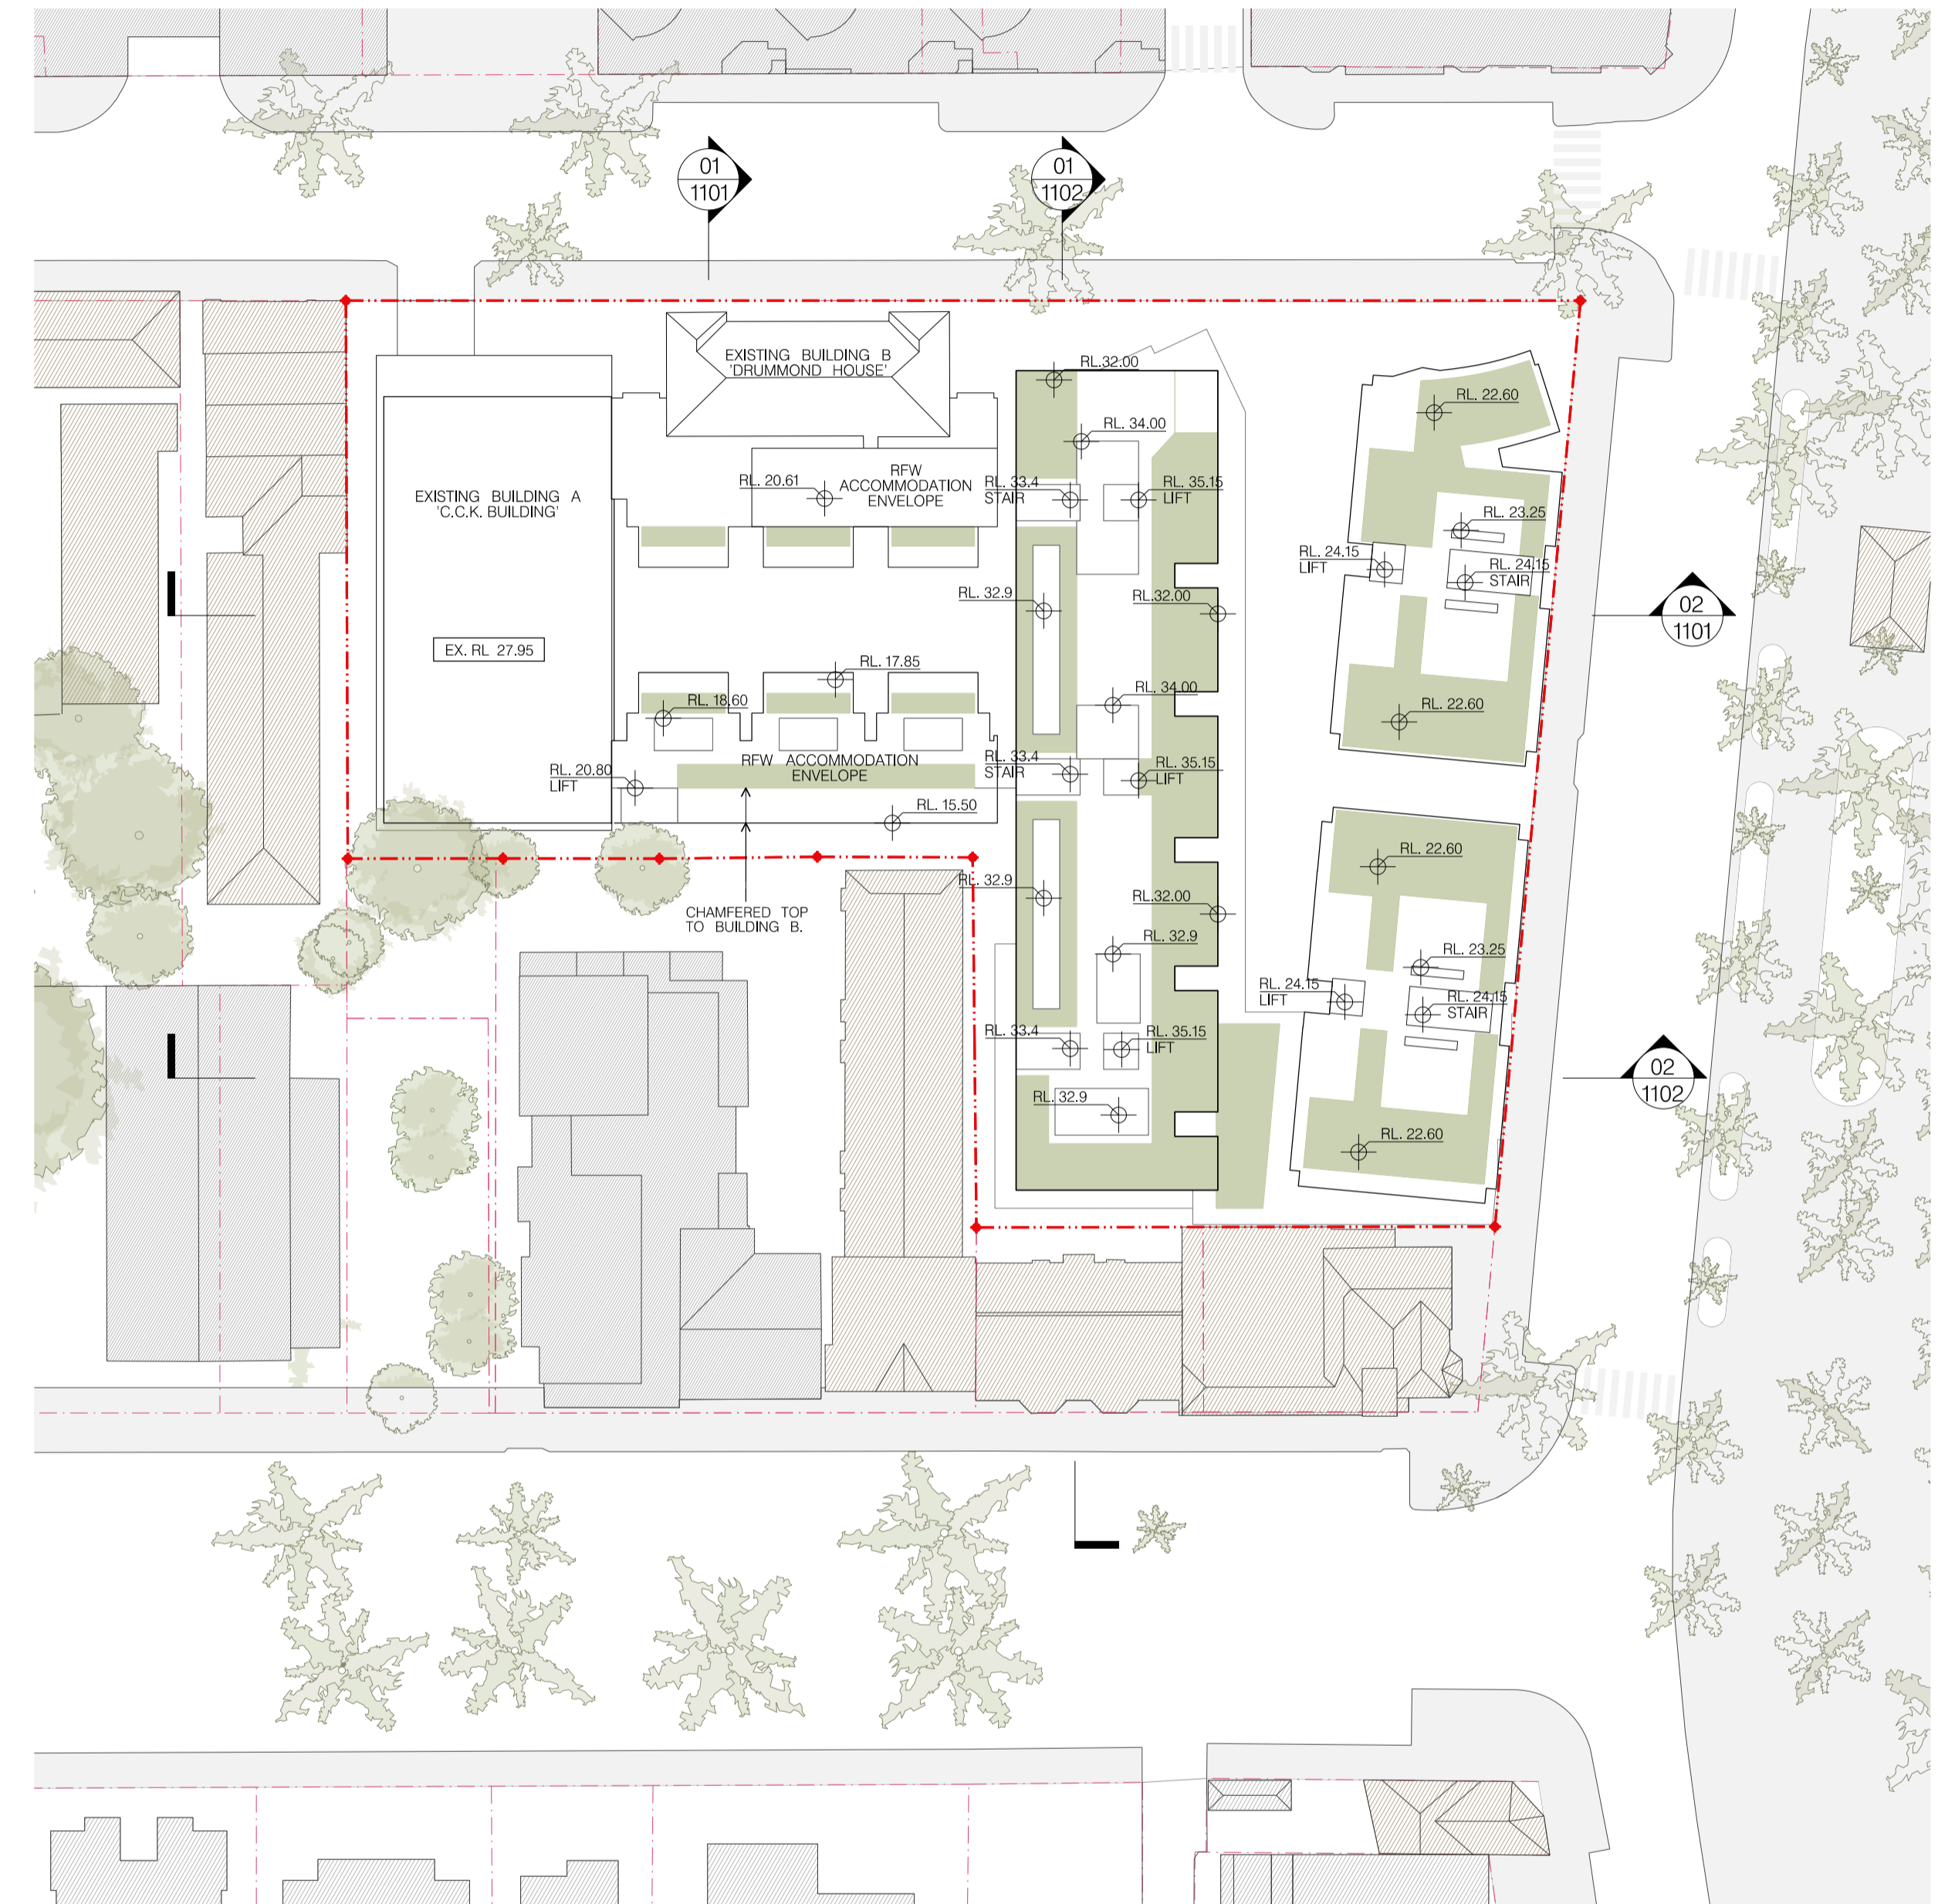 01
1101
01
1102
EXISTING BUILDING B
'DRUMMOND HOUSE'
RL.32.00
RL. 22.60
RL. 34.00
RFW
ACCOMMODATION
ENVELOPE
RL. 20.61
RL. 33.4
STAIR
RL. 35.15
LIFT
EXISTING BUILDING A
'C.C.K. BUILDING'
RL. 23.25
RL. 24.15
LIFT
RL. 24.15
STAIR
RL. 32.9
RL.32.00
02
1101
EX. RL 27.95
RL. 17.85
RL. 18.60
RL. 34.00
RL. 22.60
RFW ACCOMMODATION
ENVELOPE
RL. 33.4
STAIR
RL. 35.15
LIFT
RL. 20.80
LIFT
RL. 15.50
RL. 22.60
RL. 32.9
RL.32.00
CHAMFERED TOP
TO BUILDING B.
RL. 32.9
RL. 23.25
RL. 24.15
LIFT
RL. 24.15
STAIR
RL. 33.4
RL. 35.15
LIFT
02
1102
RL. 32.9
RL. 22.60